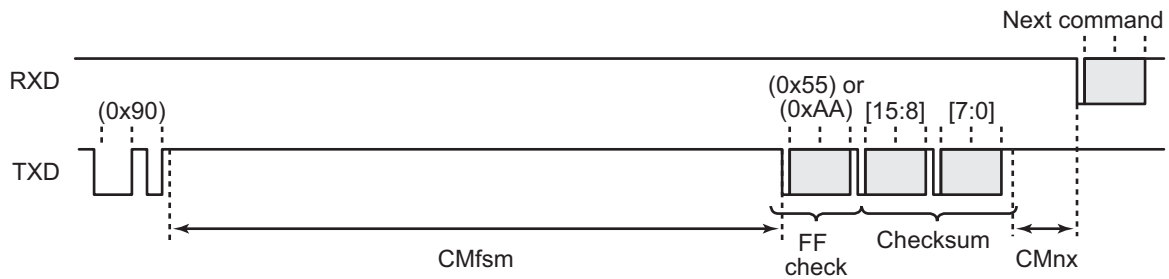 Next command
RXD
(0x90)
(0x55) or
(0xAA)
[15:8]
[7:0]
TXD
CMfsm
FF
check
Checksum
CMnx